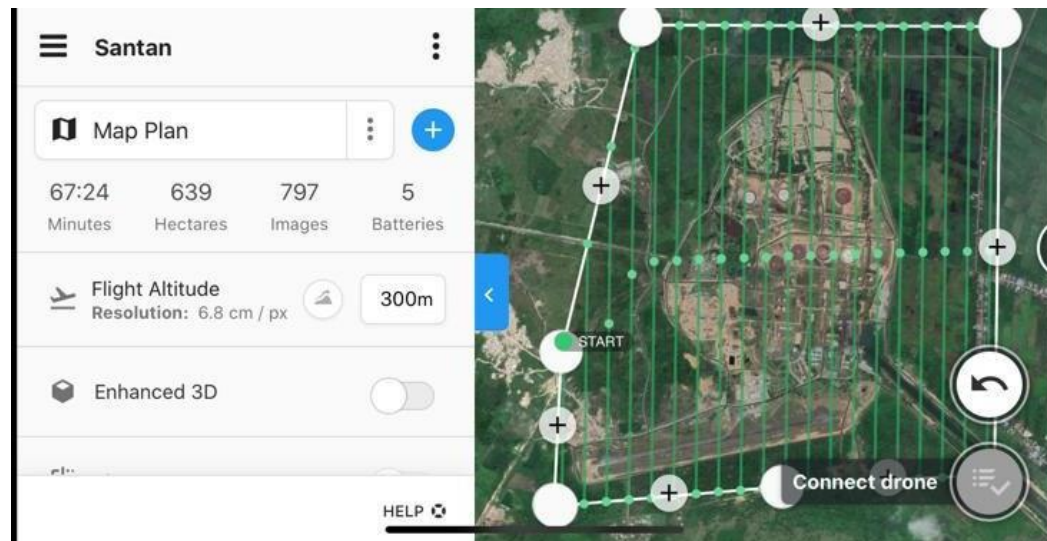 Santan
Map Plan
67:24 639 797 5
Minutes Hectares Images Batteries
Flight Altitude
Resolution: 6.8 cm / px
300m
START
Enhanced 3D
Connect drone
HELP